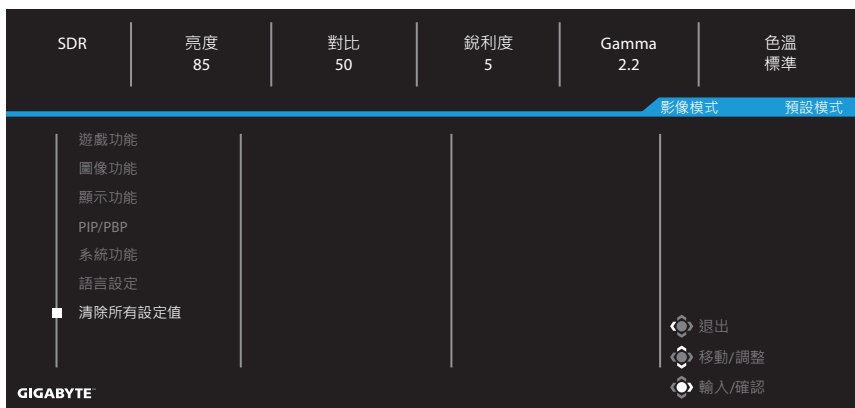 SDR
亮度
85
對比
50
銳利度
5
Gamma
2.2
色溫
標準
影像模式
預設模式
遊戲功能
圖像功能
顯示功能
PIP/PBP
系統功能
語言設定
清除所有設定值
退出
移動/調整
輸入/確認
GIGABYTE™